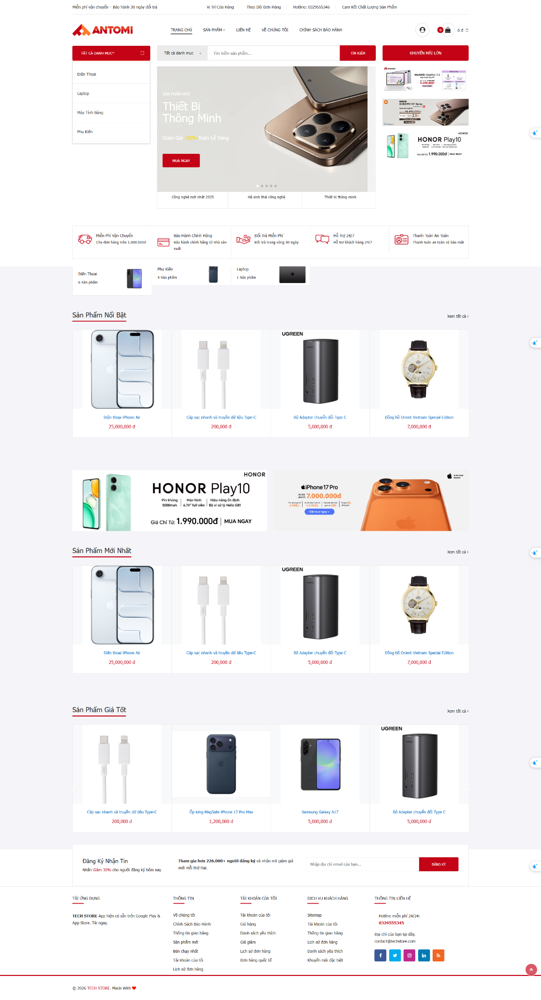 Miễn phí vận chuyển – Bảo hành 30 ngày đổi trả
Vị Trí Cửa Hàng
Theo Dõi Đơn Hàng
Hotline: 0329555345
Cam Kết Chất Lượng Sản Phẩm
ANTOMI
TRANG CHỦ
SẢN PHẨM
LIÊN HỆ
VỀ CHÚNG TÔI
CHÍNH SÁCH BẢO HÀNH
0
0 đ
TẤT CẢ DANH MỤC
Tất cả danh mục
Tìm kiếm sản phẩm...
TÌM KIẾM
KHUYẾN MÃI LỚN
Điện Thoại
Laptop
Máy Tính Bảng
Phụ Kiện
SẢN PHẨM MỚI
Thiết Bị
Thông Minh
Giảm Giá -20% Tuần Lễ Vàng
MUA NGAY
HUAWEI
HUAWEI MatePad 11.5
9.490.000đ
MUA NGAY
XIAOMI 15T Series
14.490.000
2.5
HONOR
HONOR Play10
Giá Chỉ Từ: 1.990.000đ | MUA NGAY
Công nghệ mới nhất 2025
Hệ sinh thái công nghệ
Thiết bị thông minh
Miễn Phí Vận Chuyển
Cho đơn hàng trên 1.000.000đ
Bảo Hành Chính Hãng
Bảo hành chính hãng từ nhà sản
xuất
Đổi Trả Miễn Phí
Đổi trả trong vòng 30 ngày
Hỗ Trợ 24/7
Hỗ trợ khách hàng 24/7
Thanh Toán An Toàn
Thanh toán an toàn và bảo mật
Điện Thoại
6 Sản phẩm
Phụ Kiện
4 Sản phẩm
Laptop
1 Sản phẩm
Sản Phẩm Nổi Bật
Xem tất cả
UGREEN
Điện thoại iPhone Air
25,000,000 đ
Cáp sạc nhanh và truyền dữ liệu Type-C
200,000 đ
Bộ Adapter chuyển đổi Type C
5,000,000 đ
Đồng hồ Orient Vietnam Special Edition
7,000,000 đ
HONOR
HONOR Play10
Pin khủng
5000mah
Màn hình
6.74" full viền
Hiệu năng ổn định
Bộ vi xử lý Helio G81
Giá Chỉ Từ: 1.990.000đ | MUA NGAY
iPhone 17 Pro
ƯU ĐÃI
LÊN TỚI 7.000.000đ
4 TRIỆU
2.5 TRIỆU
20%
0%
Đặt mua ngay >
Authorised
Reseller
Sản Phẩm Mới Nhất
Xem tất cả
UGREEN
Điện thoại iPhone Air
25,000,000 đ
Cáp sạc nhanh và truyền dữ liệu Type-C
200,000 đ
Bộ Adapter chuyển đổi Type C
5,000,000 đ
Đồng hồ Orient Vietnam Special Edition
7,000,000 đ
Sản Phẩm Giá Tốt
Xem tất cả
UGREEN
Cáp sạc nhanh và truyền dữ liệu Type-C
200,000 đ
Ốp lưng MagSafe iPhone 17 Pro Max
1,200,000 đ
Samsung Galaxy A17
5,000,000 đ
Bộ Adapter chuyển đổi Type C
5,000,000 đ
Đăng Ký Nhận Tin
Nhận Giảm 30% cho người đăng ký hôm nay
Tham gia hơn 226.000+ người đăng ký và nhận mã giảm giá
mới mỗi thứ Hai.
Nhập địa chỉ email của bạn...
ĐĂNG KÝ
TẢI ỨNG DỤNG
TECH STORE App hiện có sẵn trên Google Play &
App Store. Tải ngay.
THÔNG TIN
Về chúng tôi
Chính Sách Bảo Hành
Thông tin giao hàng
Sản phẩm mới
Bán chạy nhất
Tài khoản của tôi
Lịch sử đơn hàng
TÀI KHOẢN CỦA TÔI
Tài khoản của tôi
Giỏ hàng
Danh sách yêu thích
Giá giảm
Lịch sử đơn hàng
Đơn hàng quốc tế
DỊCH VỤ KHÁCH HÀNG
Sitemap
Tài khoản của tôi
Thông tin giao hàng
Lịch sử đơn hàng
Danh sách yêu thích
Khuyến mãi đặc biệt
THÔNG TIN LIÊN HỆ
Hotline miễn phí 24/24:
0329555345
Địa chỉ của bạn tại đây.
contact@techstore.com
© 2026 TECH STORE. Made With